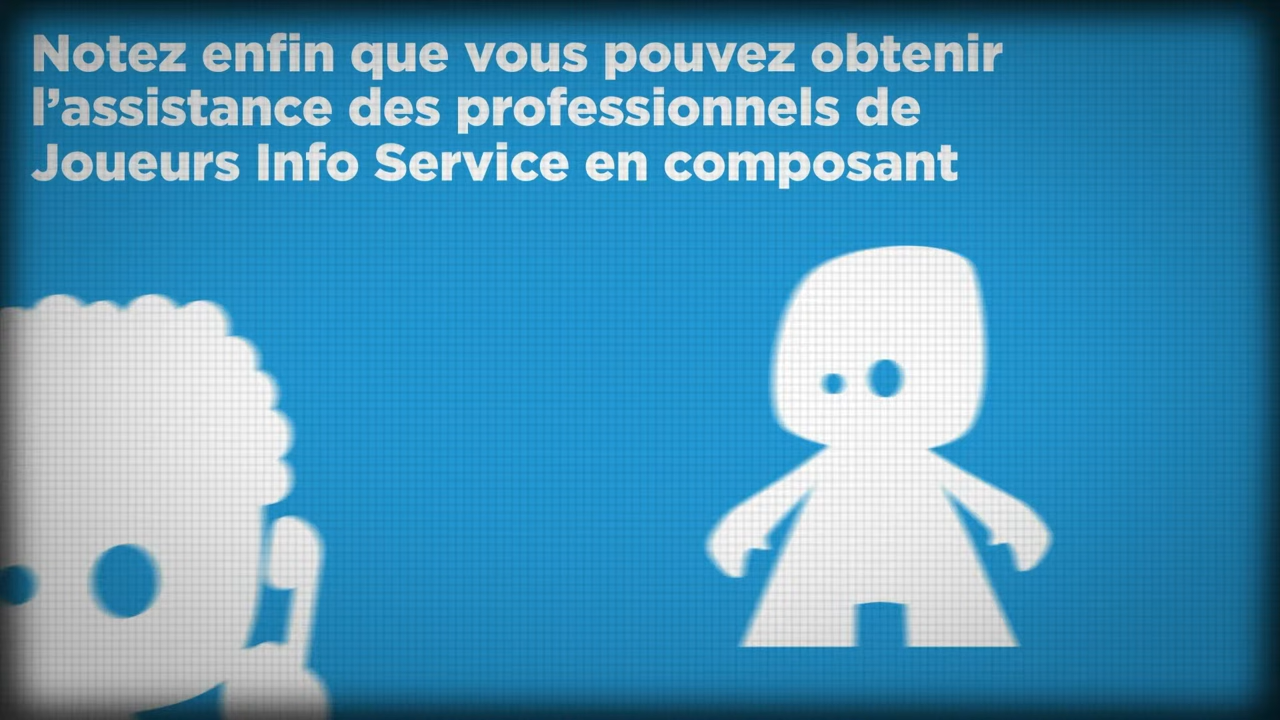 Notez enfin que vous pouvez obtenir
l’assistance des professionnels de
Joueurs Info Service en composant